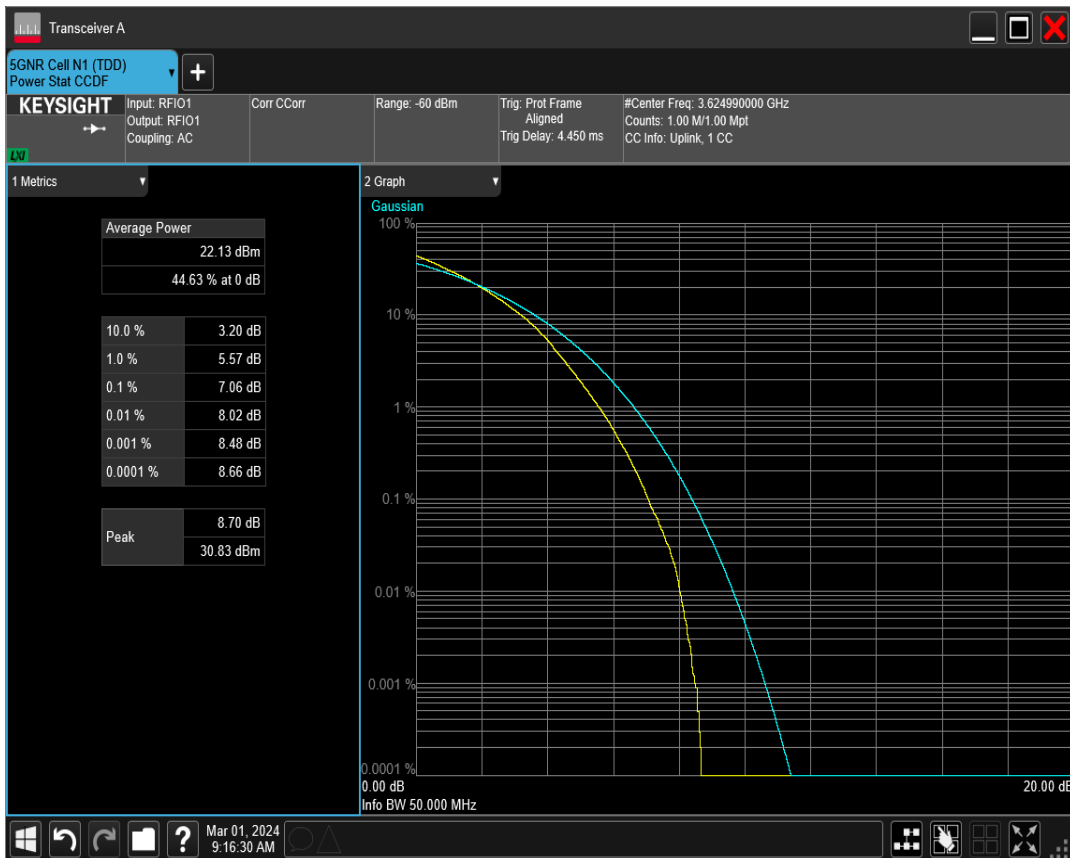 Transceiver A
5GNR Cell N1 (TDD)
Power Stat CCDF
+
KEYSIGHT
LXI
Input: RFIO1
Output: RFIO1
Coupling: AC
Corr CCorr
Range: -60 dBm
Trig: Prot Frame
Aligned
Trig Delay: 4.450 ms
#Center Freq: 3.624990000 GHz
Counts: 1.00 M/1.00 Mpt
CC Info: Uplink, 1 CC
1 Metrics
Average Power
22.13 dBm
44.63 % at 0 dB
10.0 % 3.20 dB
1.0 % 5.57 dB
0.1 % 7.06 dB
0.01 % 8.02 dB
0.001 % 8.48 dB
0.0001 % 8.66 dB
Peak
8.70 dB
30.83 dBm
2 Graph
Gaussian
100 %
10 %
1 %
0.1 %
0.01 %
0.001 %
0.0001 %
0.00 dB 20.00 dB
Info BW 50.000 MHz
?
Mar 01, 2024
9:16:30 AM